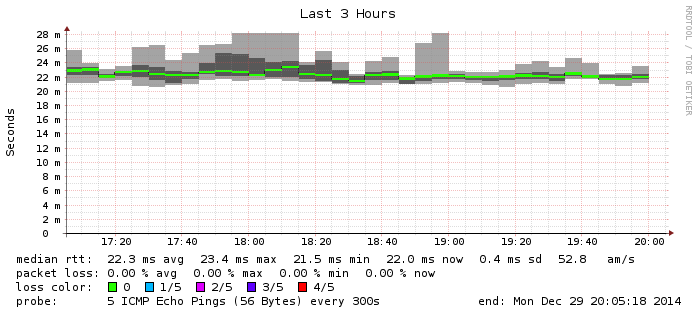 Last 3 Hours
RRDTOOL / TOBI OETIKER
Seconds
28 m
26 m
24 m
22 m
20 m
18 m
16 m
14 m
12 m
10 m
8 m
6 m
4 m
2 m
0
17:20 17:40 18:00 18:20 18:40 19:00 19:20 19:40 20:00
median rtt: 22.3 ms avg 23.4 ms max 21.5 ms min 22.0 ms now 0.4 ms sd 52.8 am/s
packet loss: 0.00 % avg 0.00 % max 0.00 % min 0.00 % now
loss color: 0 1/5 2/5 3/5 4/5
probe: 5 ICMP Echo Pings (56 Bytes) every 300s end: Mon Dec 29 20:05:18 2014